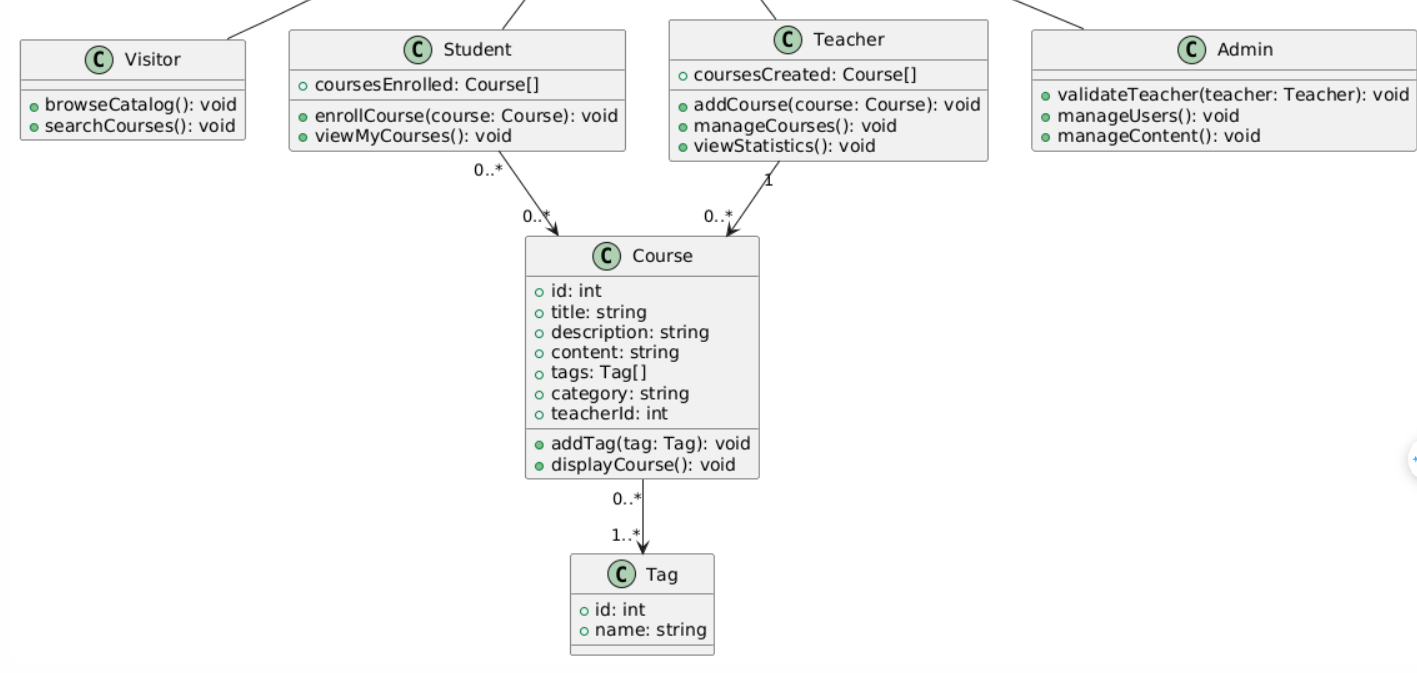 C Visitor
browseCatalog(): void
searchCourses(): void
C Student
coursesEnrolled: Course[]
enrollCourse(course: Course): void
viewMyCourses(): void
C Teacher
coursesCreated: Course[]
addCourse(course: Course): void
manageCourses(): void
viewStatistics(): void
C Admin
validateTeacher(teacher: Teacher): void
manageUsers(): void
manageContent(): void
0..*
1
0..*
0..*
C Course
id: int
title: string
description: string
content: string
tags: Tag[]
category: string
teacherId: int
addTag(tag: Tag): void
displayCourse(): void
0..*
1..*
C Tag
id: int
name: string